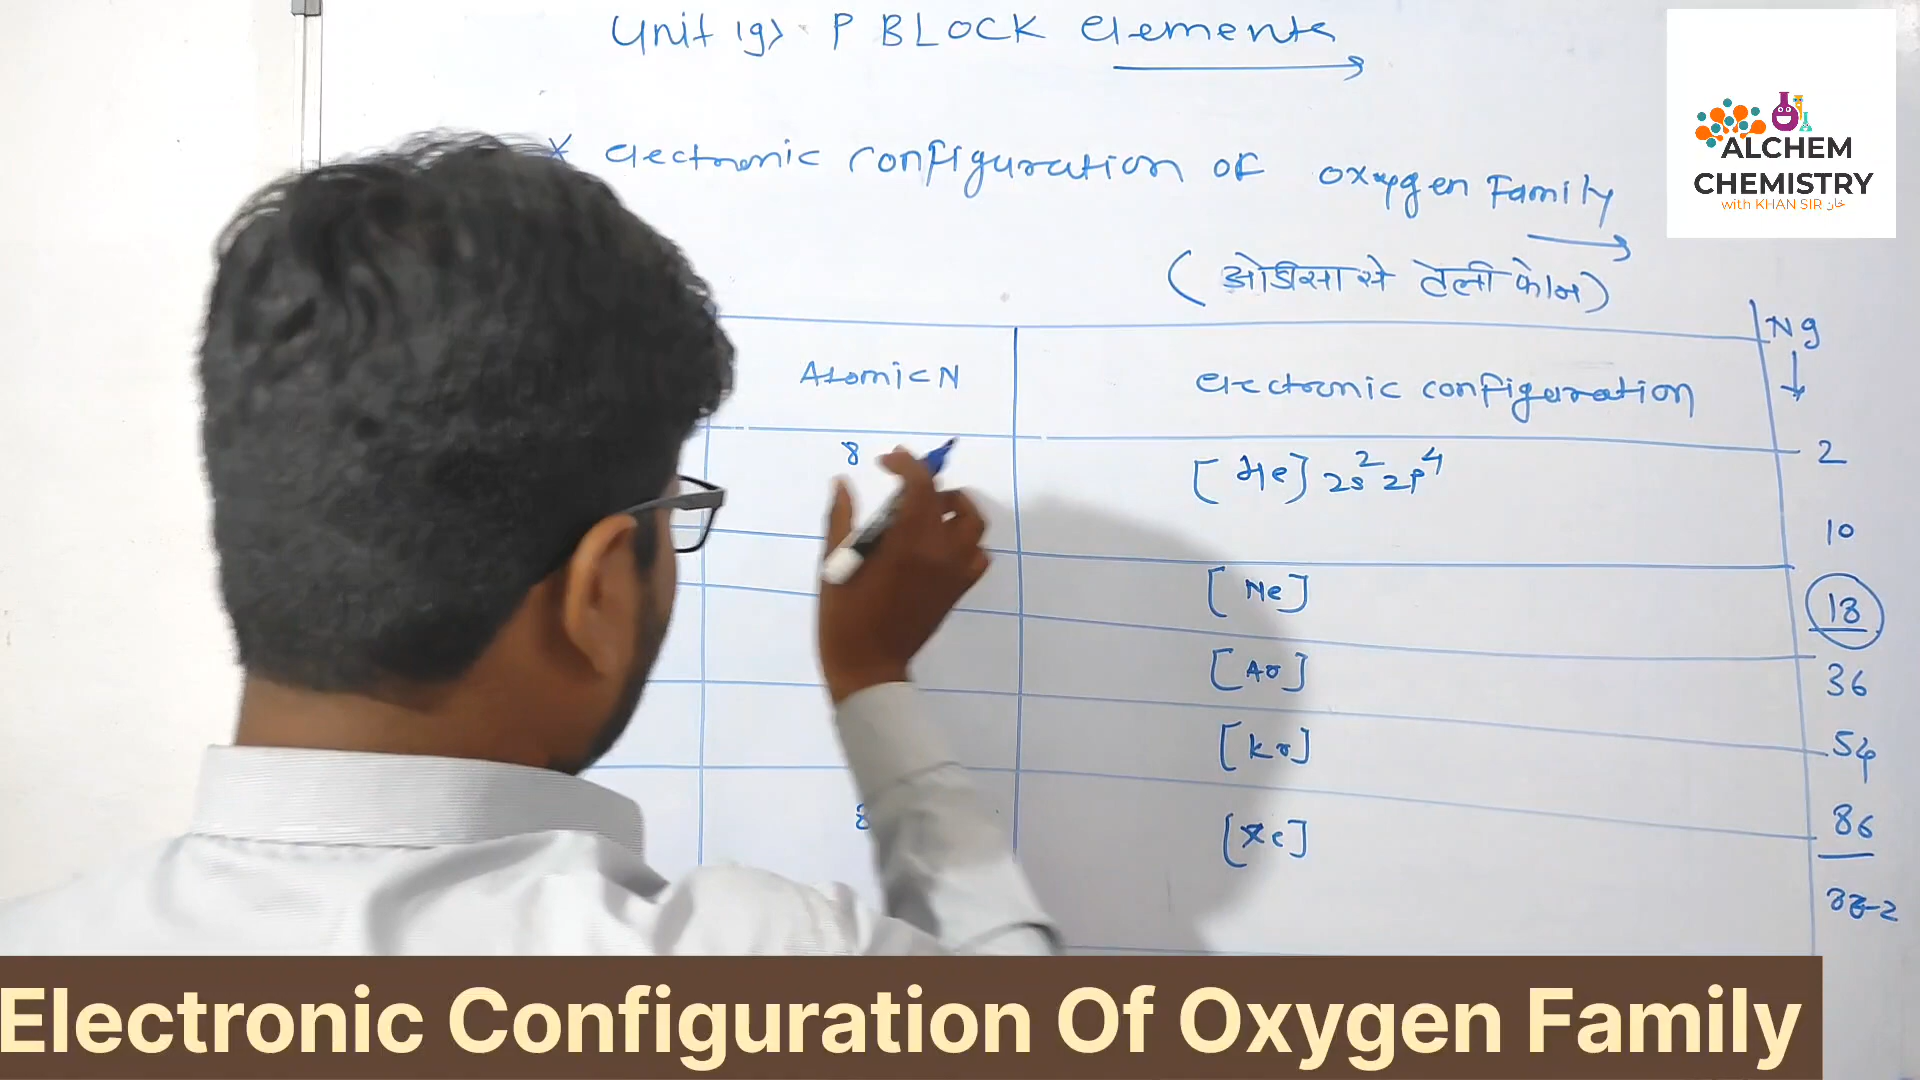 Unit 19> P BLOCK Elements
* electronic configuration of oxygen Family
(ओडीसा से टेलीफोन)
Atomic N
electronic configuration
Ng
8
[He] 2s² 2p⁴
2
10
[Ne]
18
[Ar]
36
[Kr]
54
8
[Xe]
86
ALCHEM
CHEMISTRY
with KHAN SIR خان
Electronic Configuration Of Oxygen Family